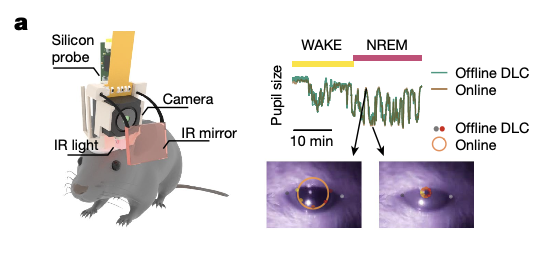 a
Silicon
probe
Camera
IR mirror
IR light
WAKE
NREM
Pupil size
10 min
Offline DLC
Online
Offline DLC
Online